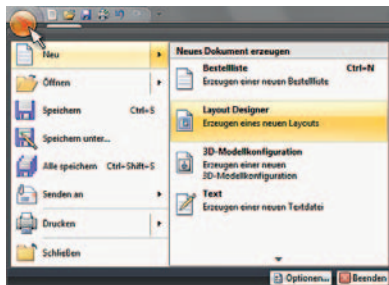 Neu
Öffnen
Speichern Ctrl+S
Speichern unter...
Alle speichern Ctrl+Shift+S
Senden an
Drucken
Schließen
Neues Dokument erzeugen
Bestellliste Ctrl+N
Erzeugen einer neuen Bestellliste
Layout Designer
Erzeugen eines neuen Layouts
3D-Modellkonfiguration
Erzeugen einer neuen
3D-Modellkonfiguration
Text
Erzeugen einer neuen Textdatei
Optionen... Beenden